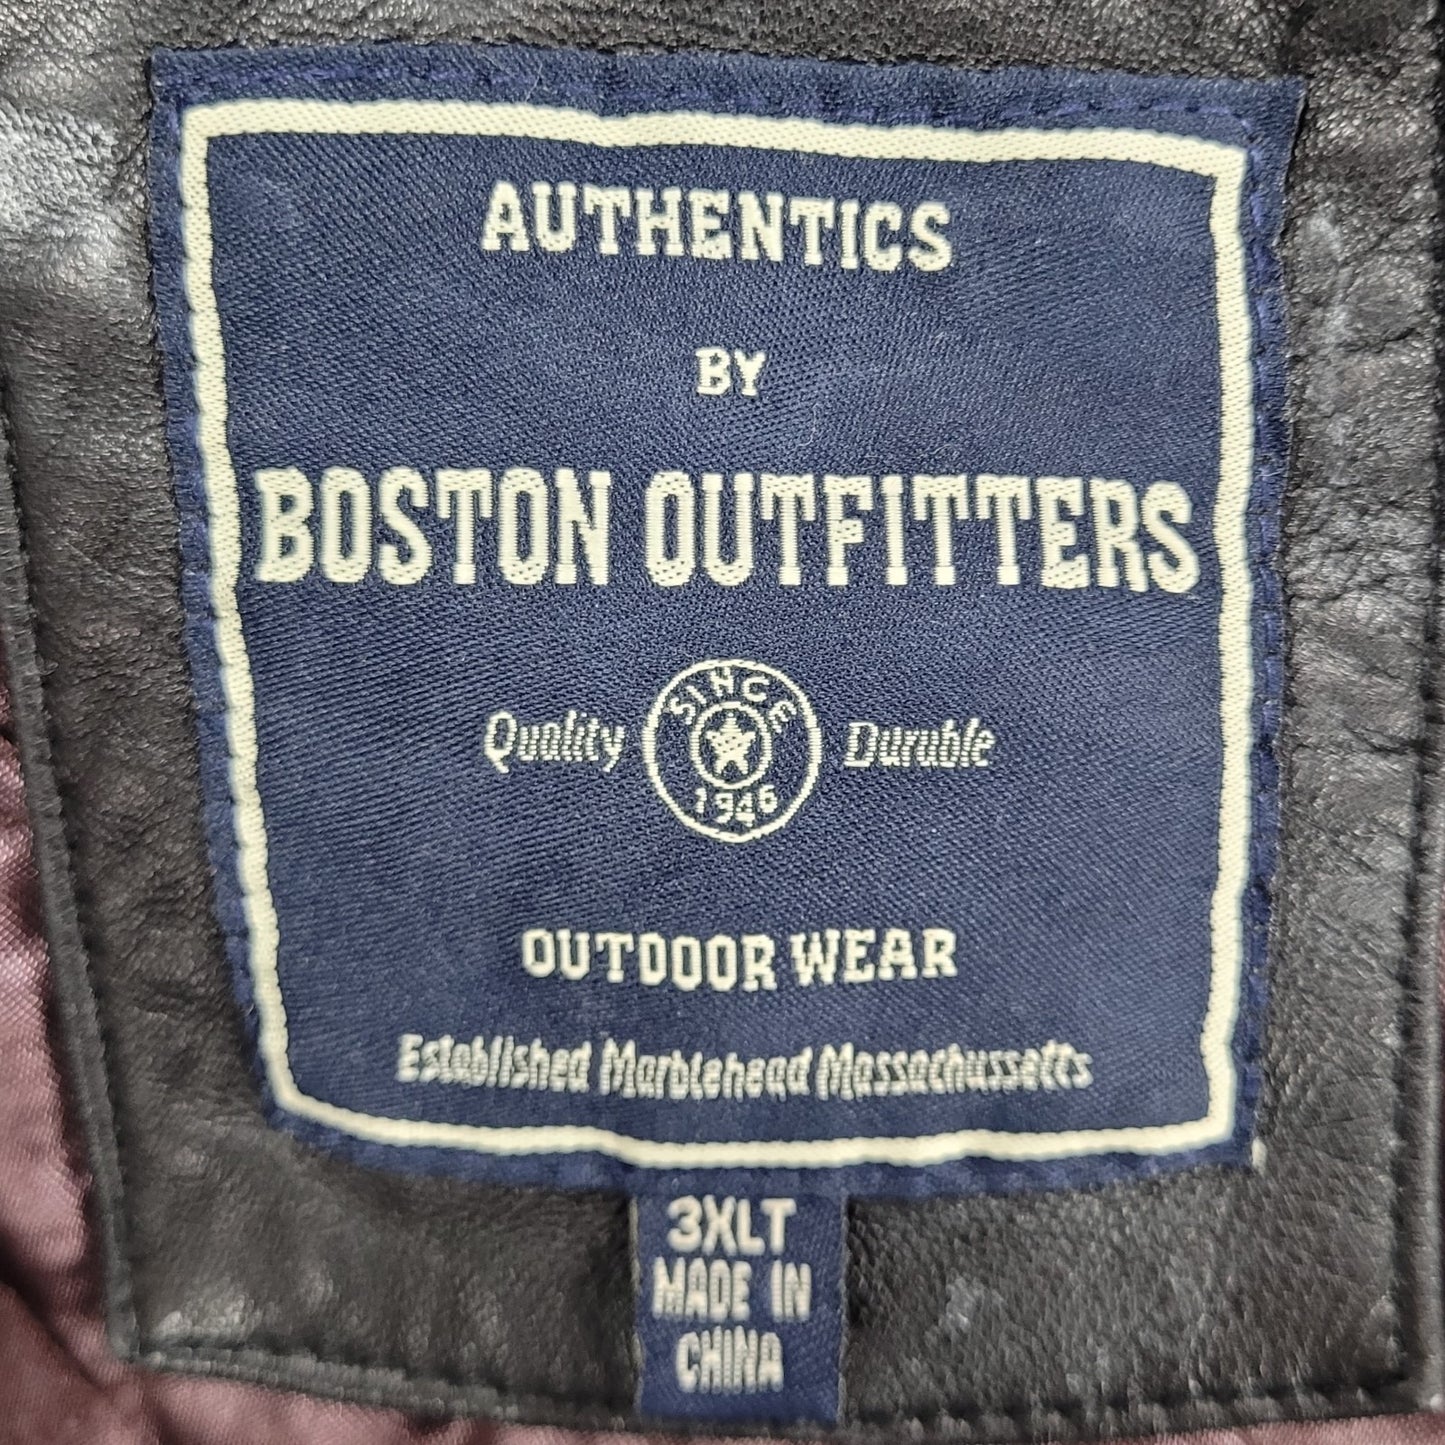 AUTHENTICS
BY
BOSTON OUTFITTERS
Quality SINCE 1946 Durable
OUTDOOR WEAR
Established Marblehead Massachussetts
3XLT
MADE IN
CHINA